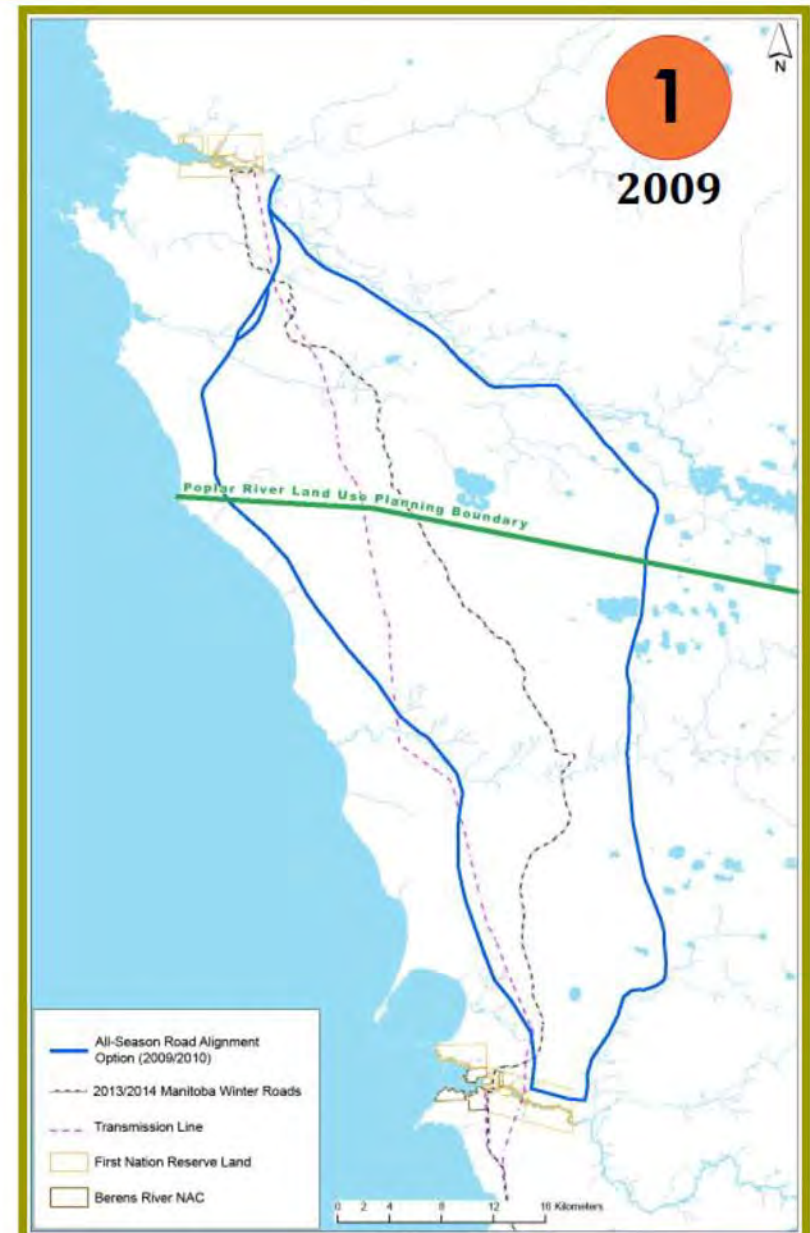 N
1
2009
Poplar River Land Use Planning Boundary
All-Season Road Alignment
Option (2009/2010)
2013/2014 Manitoba Winter Roads
Transmission Line
First Nation Reserve Land
Berens River NAC
0 2 4 8 12 16 Kilometers